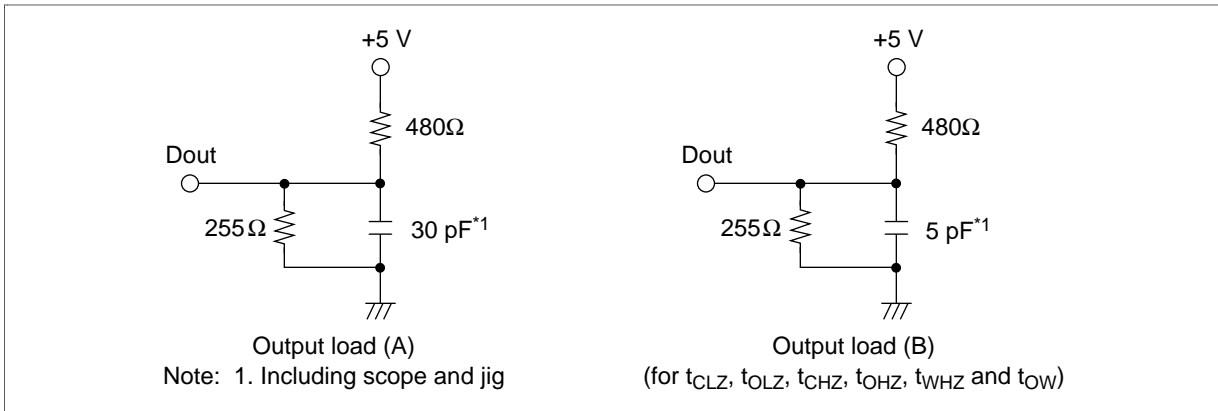 +5 V
480Ω
Dout
255Ω
30 pF*1
Output load (A)
Note: 1. Including scope and jig
+5 V
480Ω
Dout
255Ω
5 pF*1
Output load (B)
(for tCLZ, tOLZ, tCHZ, tOHZ, tWHZ and tOW)